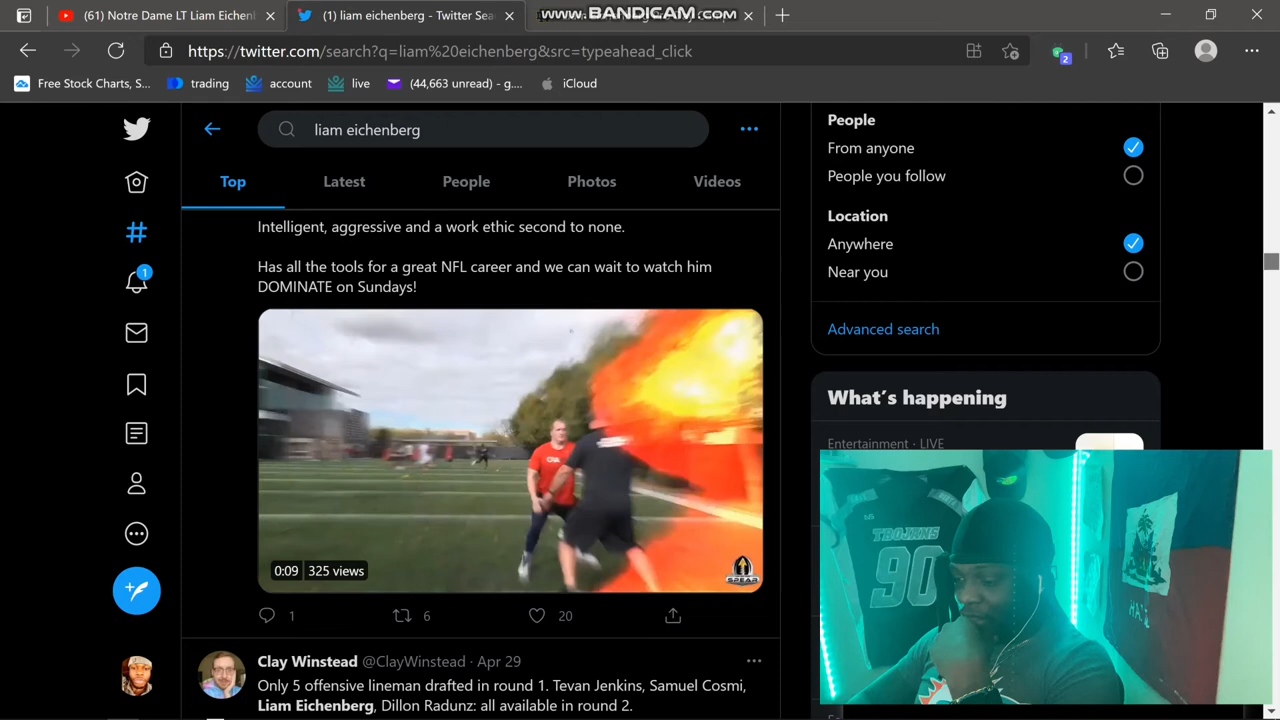 (61) Notre Dame LT Liam Eichenb
(1) liam eichenberg - Twitter Sea
www.BANDICAM.com
https://twitter.com/search?q=liam%20eichenberg&src=typeahead_click
2
Free Stock Charts, S...
trading
account
live
(44,663 unread) - g....
iCloud
liam eichenberg
Top
Latest
People
Photos
Videos
1
Intelligent, aggressive and a work ethic second to none.
Has all the tools for a great NFL career and we can wait to watch him
DOMINATE on Sundays!
0:09
325 views
SPEAR
1
6
20
Clay Winstead @ClayWinstead · Apr 29
Only 5 offensive lineman drafted in round 1. Tevan Jenkins, Samuel Cosmi,
Liam Eichenberg, Dillon Radunz: all available in round 2.
People
From anyone
People you follow
Location
Anywhere
Near you
Advanced search
What's happening
Entertainment · LIVE
TROJANS
90